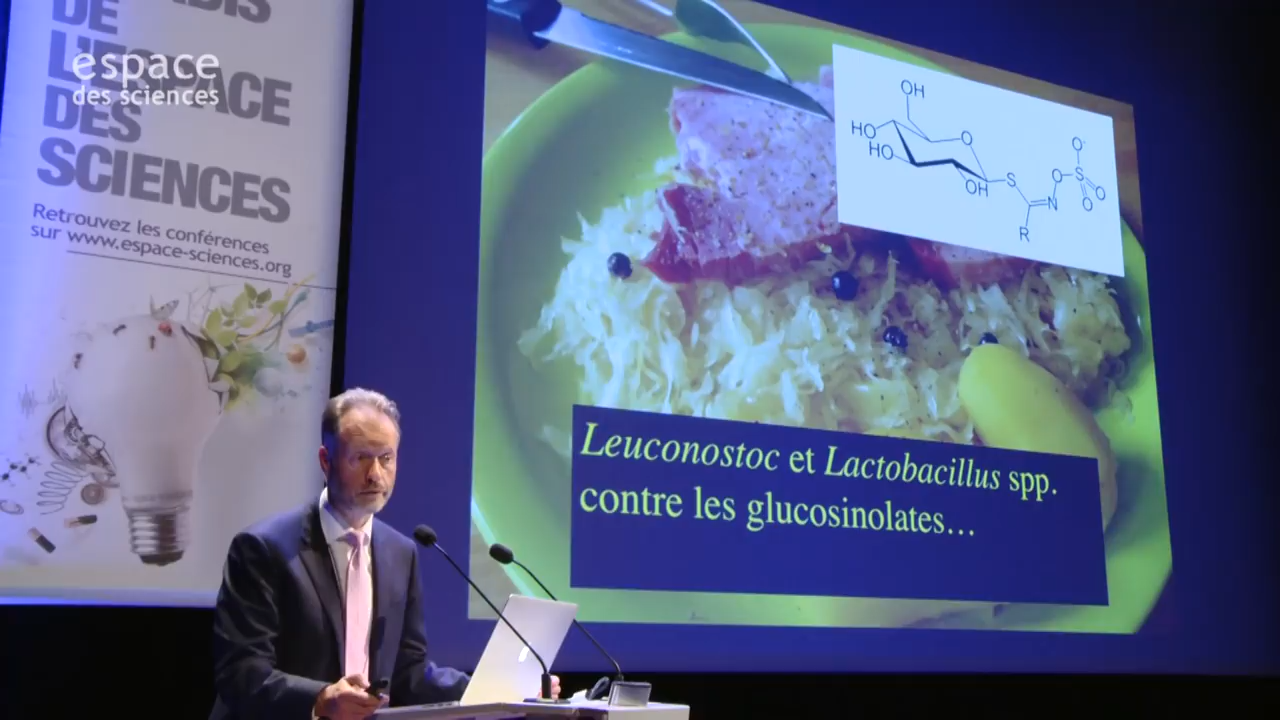 DE
L'ESPACE
DES
SCIENCES
espace
des sciences
Retrouvez les conférences
sur www.espace-sciences.org
OH
HO
O
HO
OH
S
O
O-
S
O
O
N
R
Leuconostoc et Lactobacillus spp.
contre les glucosinolates…